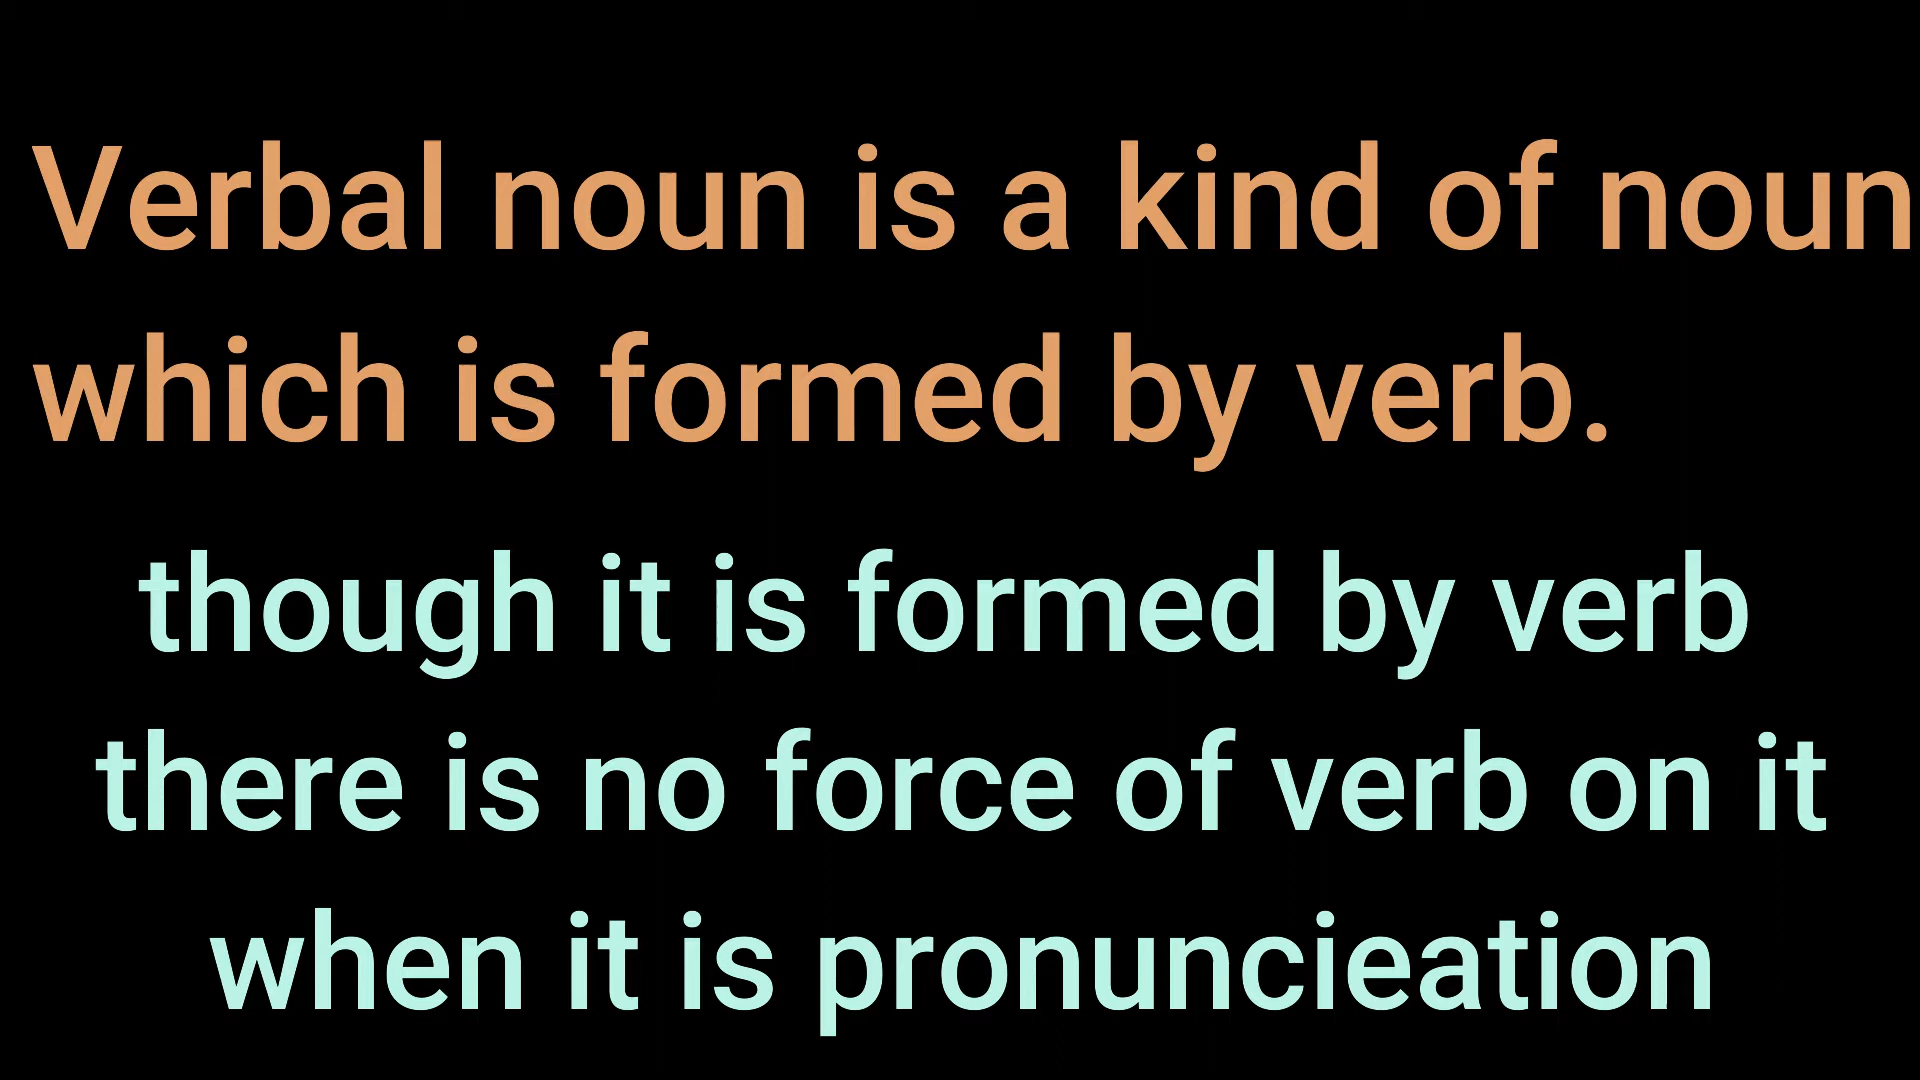 Verbal noun is a kind of noun
which is formed by verb.
though it is formed by verb
there is no force of verb on it
when it is pronuncieation